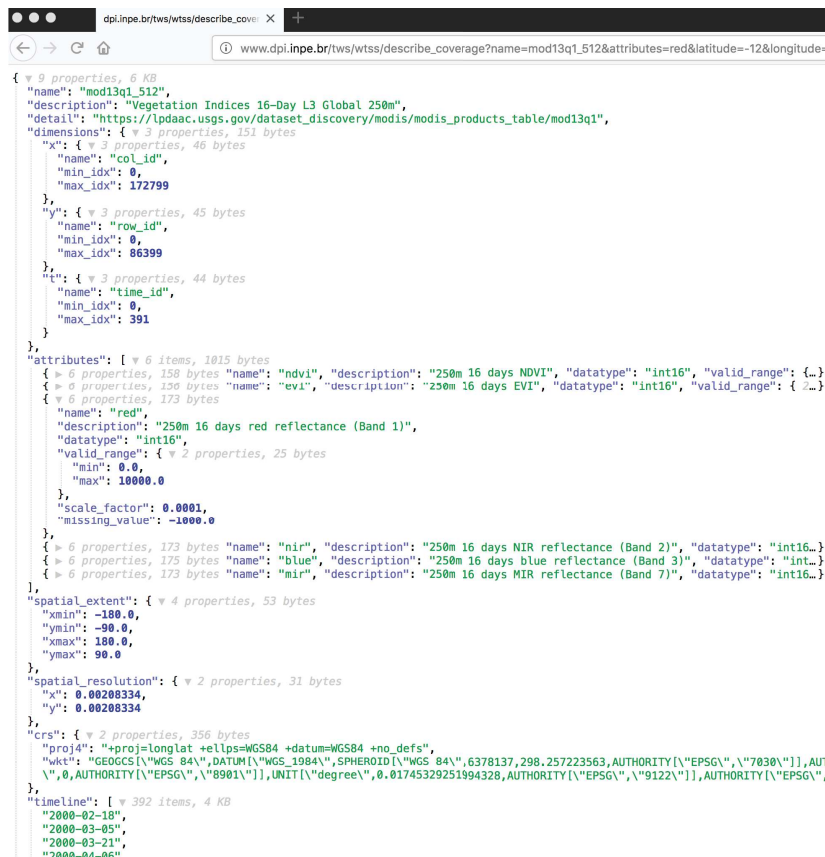 dpi.inpe.br/tws/wtss/describe_cover
www.dpi.inpe.br/tws/wtss/describe_coverage?name=mod13q1_512&attributes=red&latitude=-12&longitude=
{ ▼ 9 properties, 6 KB
"name": "mod13q1_512",
"description": "Vegetation Indices 16-Day L3 Global 250m",
"detail": "https://lpdaac.usgs.gov/dataset_discovery/modis/modis_products_table/mod13q1",
"dimensions": { ▼ 3 properties, 151 bytes
"x": { ▼ 3 properties, 46 bytes
"name": "col_id",
"min_idx": 0,
"max_idx": 172799
},
"y": { ▼ 3 properties, 45 bytes
"name": "row_id",
"min_idx": 0,
"max_idx": 86399
},
"t": { ▼ 3 properties, 44 bytes
"name": "time_id",
"min_idx": 0,
"max_idx": 391
}
},
"attributes": [ ▼ 6 items, 1015 bytes
{ ▶ 6 properties, 158 bytes "name": "ndvi", "description": "250m 16 days NDVI", "datatype": "int16", "valid_range": {…}
{ ▶ 6 properties, 156 bytes "name": "evi", "description": "250m 16 days EVI", "datatype": "int16", "valid_range": { 2…}
{ ▼ 6 properties, 173 bytes
"name": "red",
"description": "250m 16 days red reflectance (Band 1)",
"datatype": "int16",
"valid_range": { ▼ 2 properties, 25 bytes
"min": 0.0,
"max": 10000.0
},
"scale_factor": 0.0001,
"missing_value": -1000.0
},
{ ▶ 6 properties, 173 bytes "name": "nir", "description": "250m 16 days NIR reflectance (Band 2)", "datatype": "int16…}
{ ▶ 6 properties, 175 bytes "name": "blue", "description": "250m 16 days blue reflectance (Band 3)", "datatype": "int…}
{ ▶ 6 properties, 173 bytes "name": "mir", "description": "250m 16 days MIR reflectance (Band 7)", "datatype": "int16…}
],
"spatial_extent": { ▼ 4 properties, 53 bytes
"xmin": -180.0,
"ymin": -90.0,
"xmax": 180.0,
"ymax": 90.0
},
"spatial_resolution": { ▼ 2 properties, 31 bytes
"x": 0.00208334,
"y": 0.00208334
},
"crs": { ▼ 2 properties, 356 bytes
"proj4": "+proj=longlat +ellps=WGS84 +datum=WGS84 +no_defs",
"wkt": "GEOGCS[\"WGS 84\",DATUM[\"WGS_1984\",SPHEROID[\"WGS 84\",6378137,298.257223563,AUTHORITY[\"EPSG\",\"7030\"]],AUT
\",0,AUTHORITY[\"EPSG\",\"8901\"]],UNIT[\"degree\",0.01745329251994328,AUTHORITY[\"EPSG\",\"9122\"]],AUTHORITY[\"EPSG\",
},
"timeline": [ ▼ 392 items, 4 KB
"2000-02-18",
"2000-03-05",
"2000-03-21",
"2000-04-06"